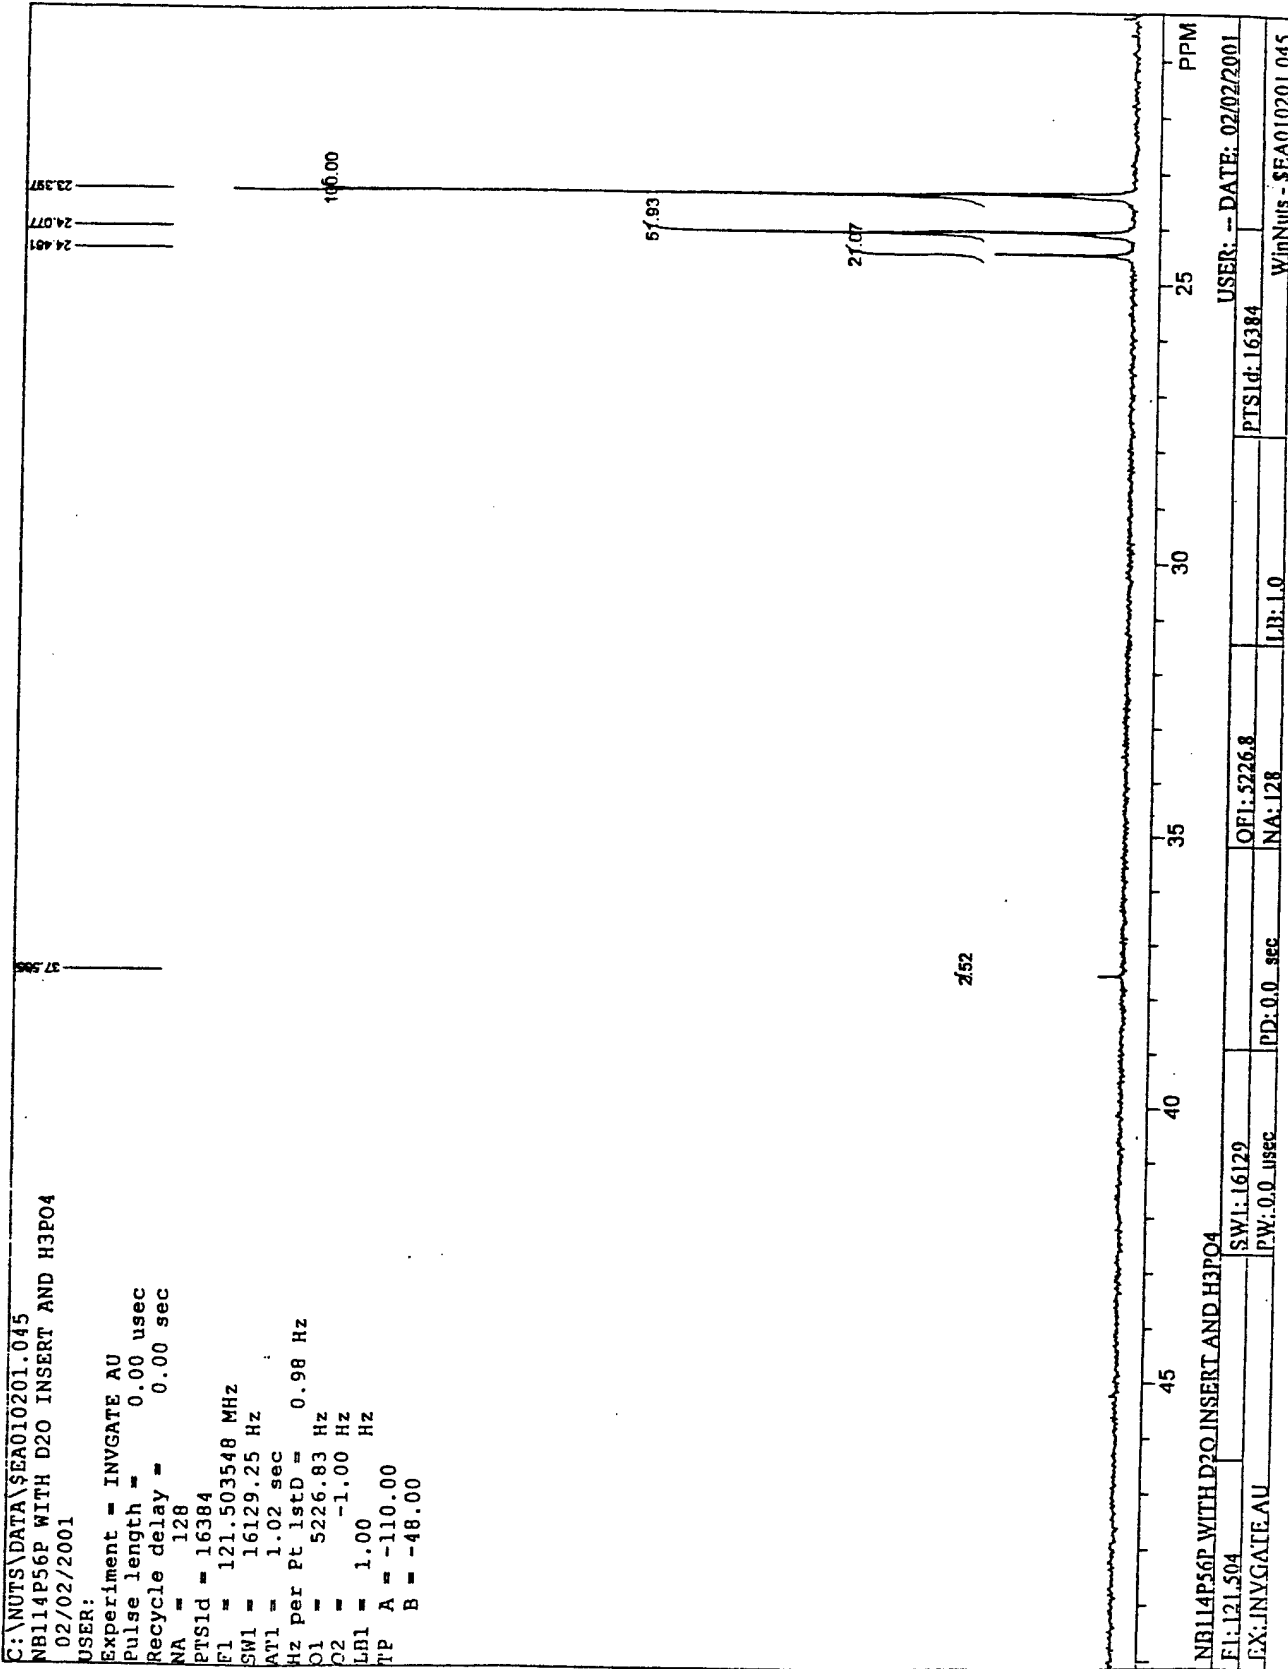 C:\NUTS\DATA\$EA010201.045
NB114P56P WITH D2O INSERT AND H3PO4
02/02/2001
USER:
Experiment = INVGATE AU
Pulse length = 0.00 usec
Recycle delay = 0.00 sec
NA = 128
PTS1d = 16384
F1 = 121.503548 MHz
SW1 = 16129.25 Hz
AT1 = 1.02 sec
Hz per Pt 1stD = 0.98 Hz
O1 = 5226.83 Hz
O2 = -1.00 Hz
LB1 = 1.00 Hz
TP A = -110.00
B = -48.00
37.565
24.461
24.077
23.397
2.52
21.07
51.93
100.00
45
40
35
30
25
PPM
NB114P56P WITH D2O INSERT AND H3PO4
USER: -- DATE: 02/02/2001
F1: 121.504
SW1: 16129
OF1: 5226.8
PTS1d: 16384
EX: INVGATE.AU
PW: 0.0 usec
PD: 0.0 sec
NA: 128
LB: 1.0
WinNuts - $EA010201.045